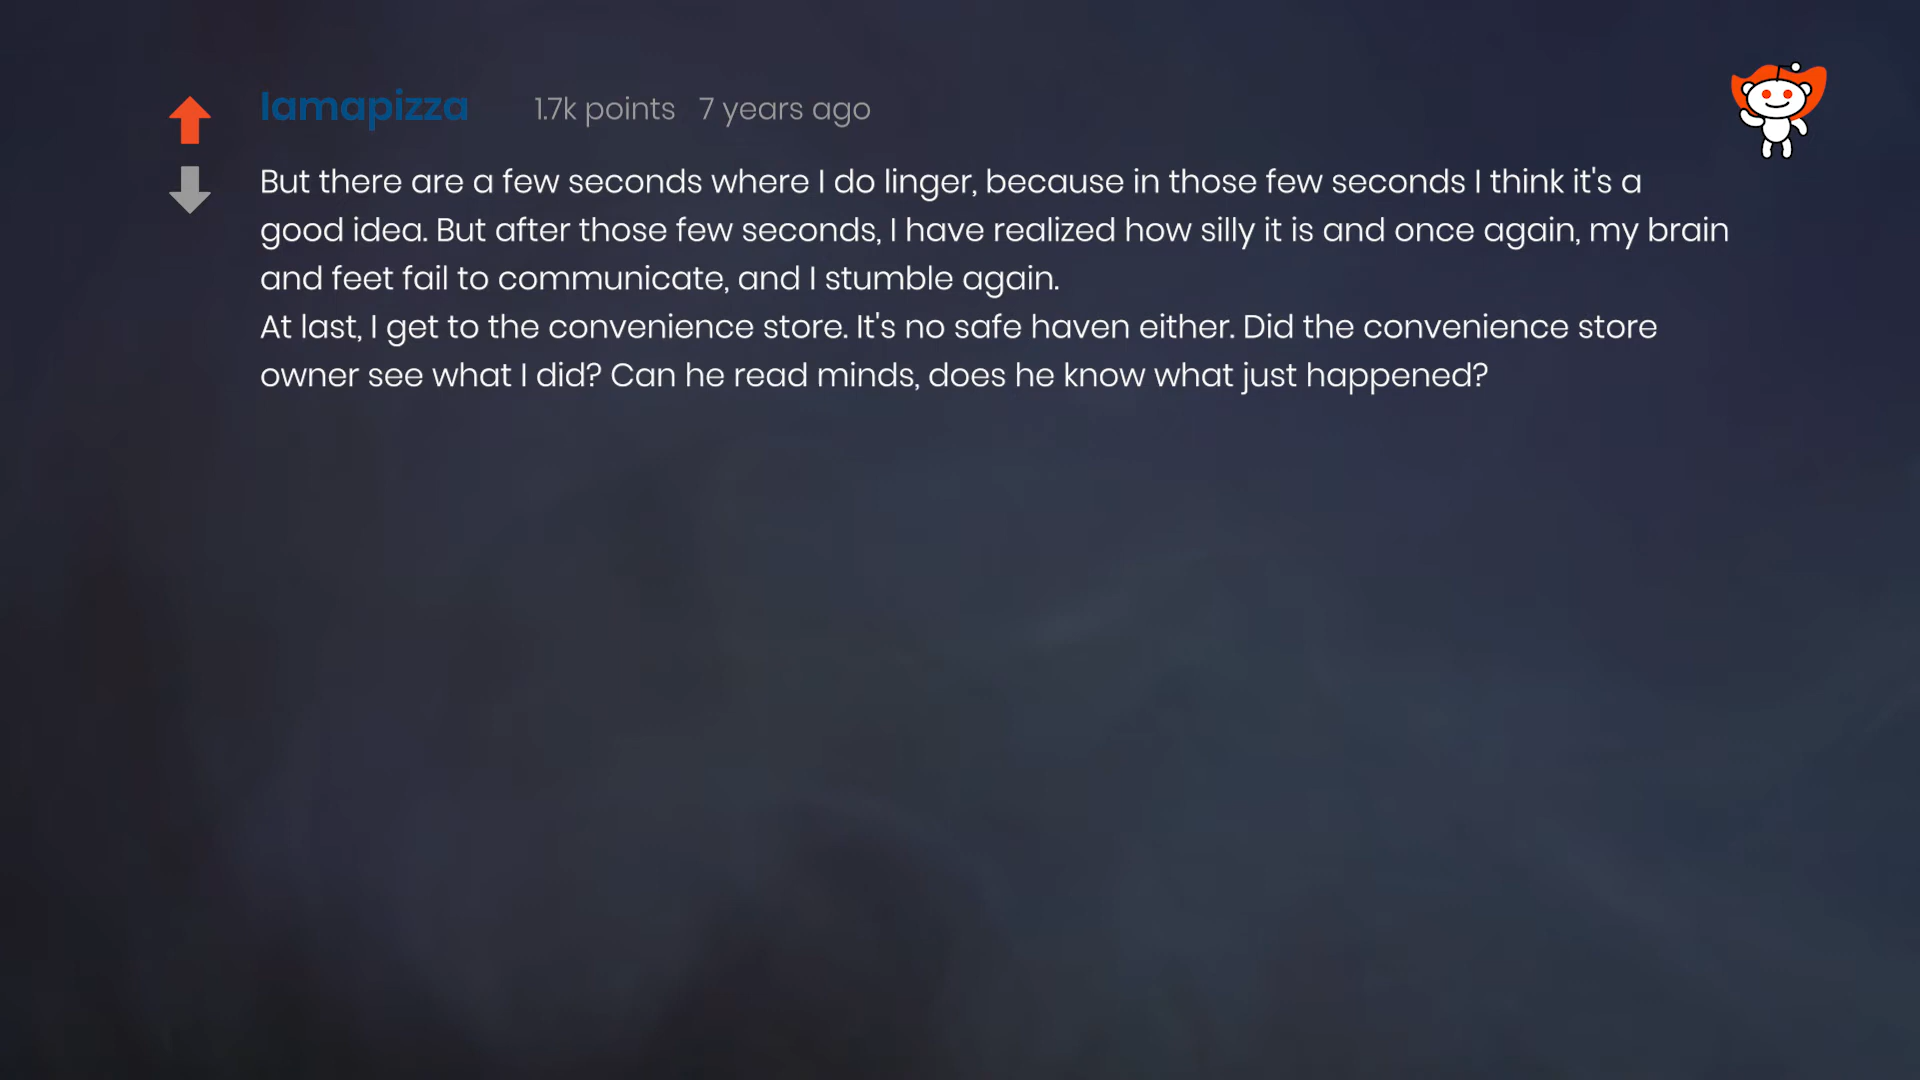 Iamapizza 1.7k points 7 years ago
But there are a few seconds where I do linger, because in those few seconds I think it's a
good idea. But after those few seconds, I have realized how silly it is and once again, my brain
and feet fail to communicate, and I stumble again.
At last, I get to the convenience store. It's no safe haven either. Did the convenience store
owner see what I did? Can he read minds, does he know what just happened?